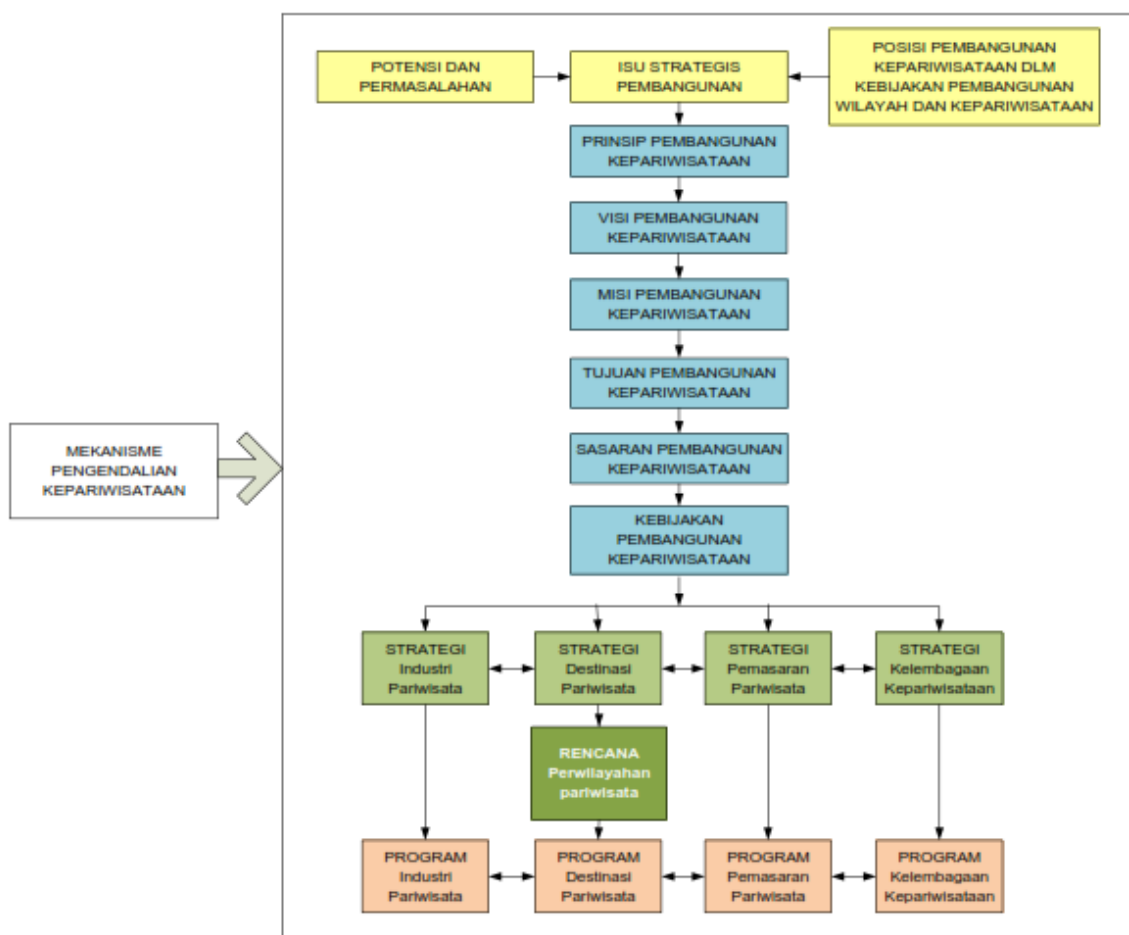 POTENSI DAN
PERMASALAHAN
ISU STRATEGIS
PEMBANGUNAN
POSISI PEMBANGUNAN
KEPARIWISATAAN DLM
KEBIJAKAN PEMBANGUNAN
WILAYAH DAN KEPARIWISATAAN
PRINSIP PEMBANGUNAN
KEPARIWISATAAN
VISI PEMBANGUNAN
KEPARIWISATAAN
MISI PEMBANGUNAN
KEPARIWISATAAN
TUJUAN PEMBANGUNAN
KEPARIWISATAAN
MEKANISME
PENGENDALIAN
KEPARIWISATAAN
SASARAN PEMBANGUNAN
KEPARIWISATAAN
KEBIJAKAN
PEMBANGUNAN
KEPARIWISATAAN
STRATEGI
Industri
Pariwisata
STRATEGI
Destinasi
Pariwisata
STRATEGI
Pemasaran
Pariwisata
STRATEGI
Kelembagaan
Kepariwisataan
RENCANA
Perwilayahan
pariwisata
PROGRAM
Industri
Pariwisata
PROGRAM
Destinasi
Pariwisata
PROGRAM
Pemasaran
Pariwisata
PROGRAM
Kelembagaan
Kepariwisataan